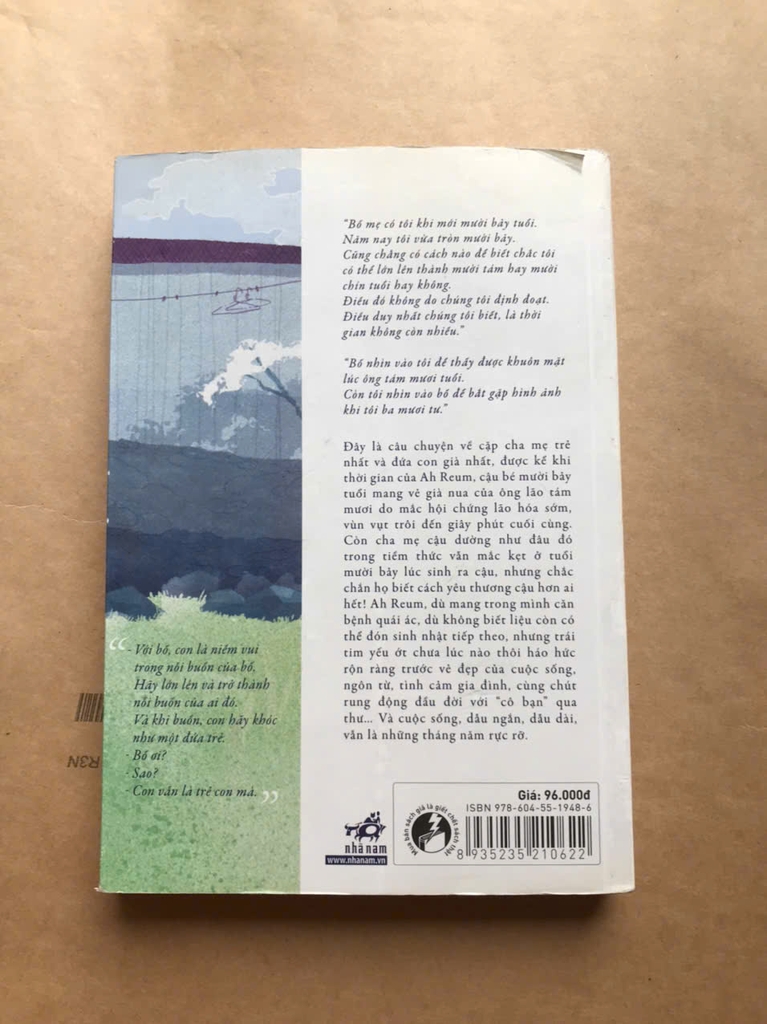 “Bố mẹ có tôi khi mới mười bảy tuổi.
Năm nay tôi vừa tròn mười bảy.
Cũng chẳng có cách nào để biết chắc tôi
có thể lớn lên thành mười tám hay mười
chín tuổi hay không.
Điều đó không do chúng tôi định đoạt.
Điều duy nhất chúng tôi biết, là thời
gian không còn nhiều.”
“Bố nhìn vào tôi để thấy được khuôn mặt
lúc ông tám mươi tuổi.
Còn tôi nhìn vào bố để bắt gặp hình ảnh
khi tôi ba mươi tư.”
Đây là câu chuyện về cặp cha mẹ trẻ
nhất và đứa con già nhất, được kể khi
thời gian của Ah Reum, cậu bé mười bảy
tuổi mang vẻ già nua của ông lão tám
mươi do mắc hội chứng lão hóa sớm,
vùn vụt trôi đến giây phút cuối cùng.
Còn cha mẹ cậu dường như đâu đó
trong tiềm thức vẫn mắc kẹt ở tuổi
mười bảy lúc sinh ra cậu, nhưng chắc
chắn họ biết cách yêu thương cậu hơn ai
hết! Ah Reum, dù mang trong mình căn
bệnh quái ác, dù không biết liệu còn có
thể đón sinh nhật tiếp theo, nhưng trái
tim yếu ớt chưa lúc nào thôi háo hức
rộn ràng trước vẻ đẹp của cuộc sống,
ngôn từ, tình cảm gia đình, cùng chút
rung động đầu đời với "cô bạn" qua
thư... Và cuộc sống, dẫu ngắn, dẫu dài,
vẫn là những tháng năm rực rỡ.
“
- Với bố, con là niềm vui
trong nỗi buồn của bố.
Hãy lớn lên và trở thành
nỗi buồn của ai đó.
Và khi buồn, con hãy khóc
như một đứa trẻ.
- Bố ơi?
- Sao?
- Con vẫn là trẻ con mà. ”
R3N
nhã nam
www.nhanam.vn
Mua bán sách giả là giết chết sách thật
Giá: 96.000đ
ISBN 978-604-55-1948-6
8 935235 210622